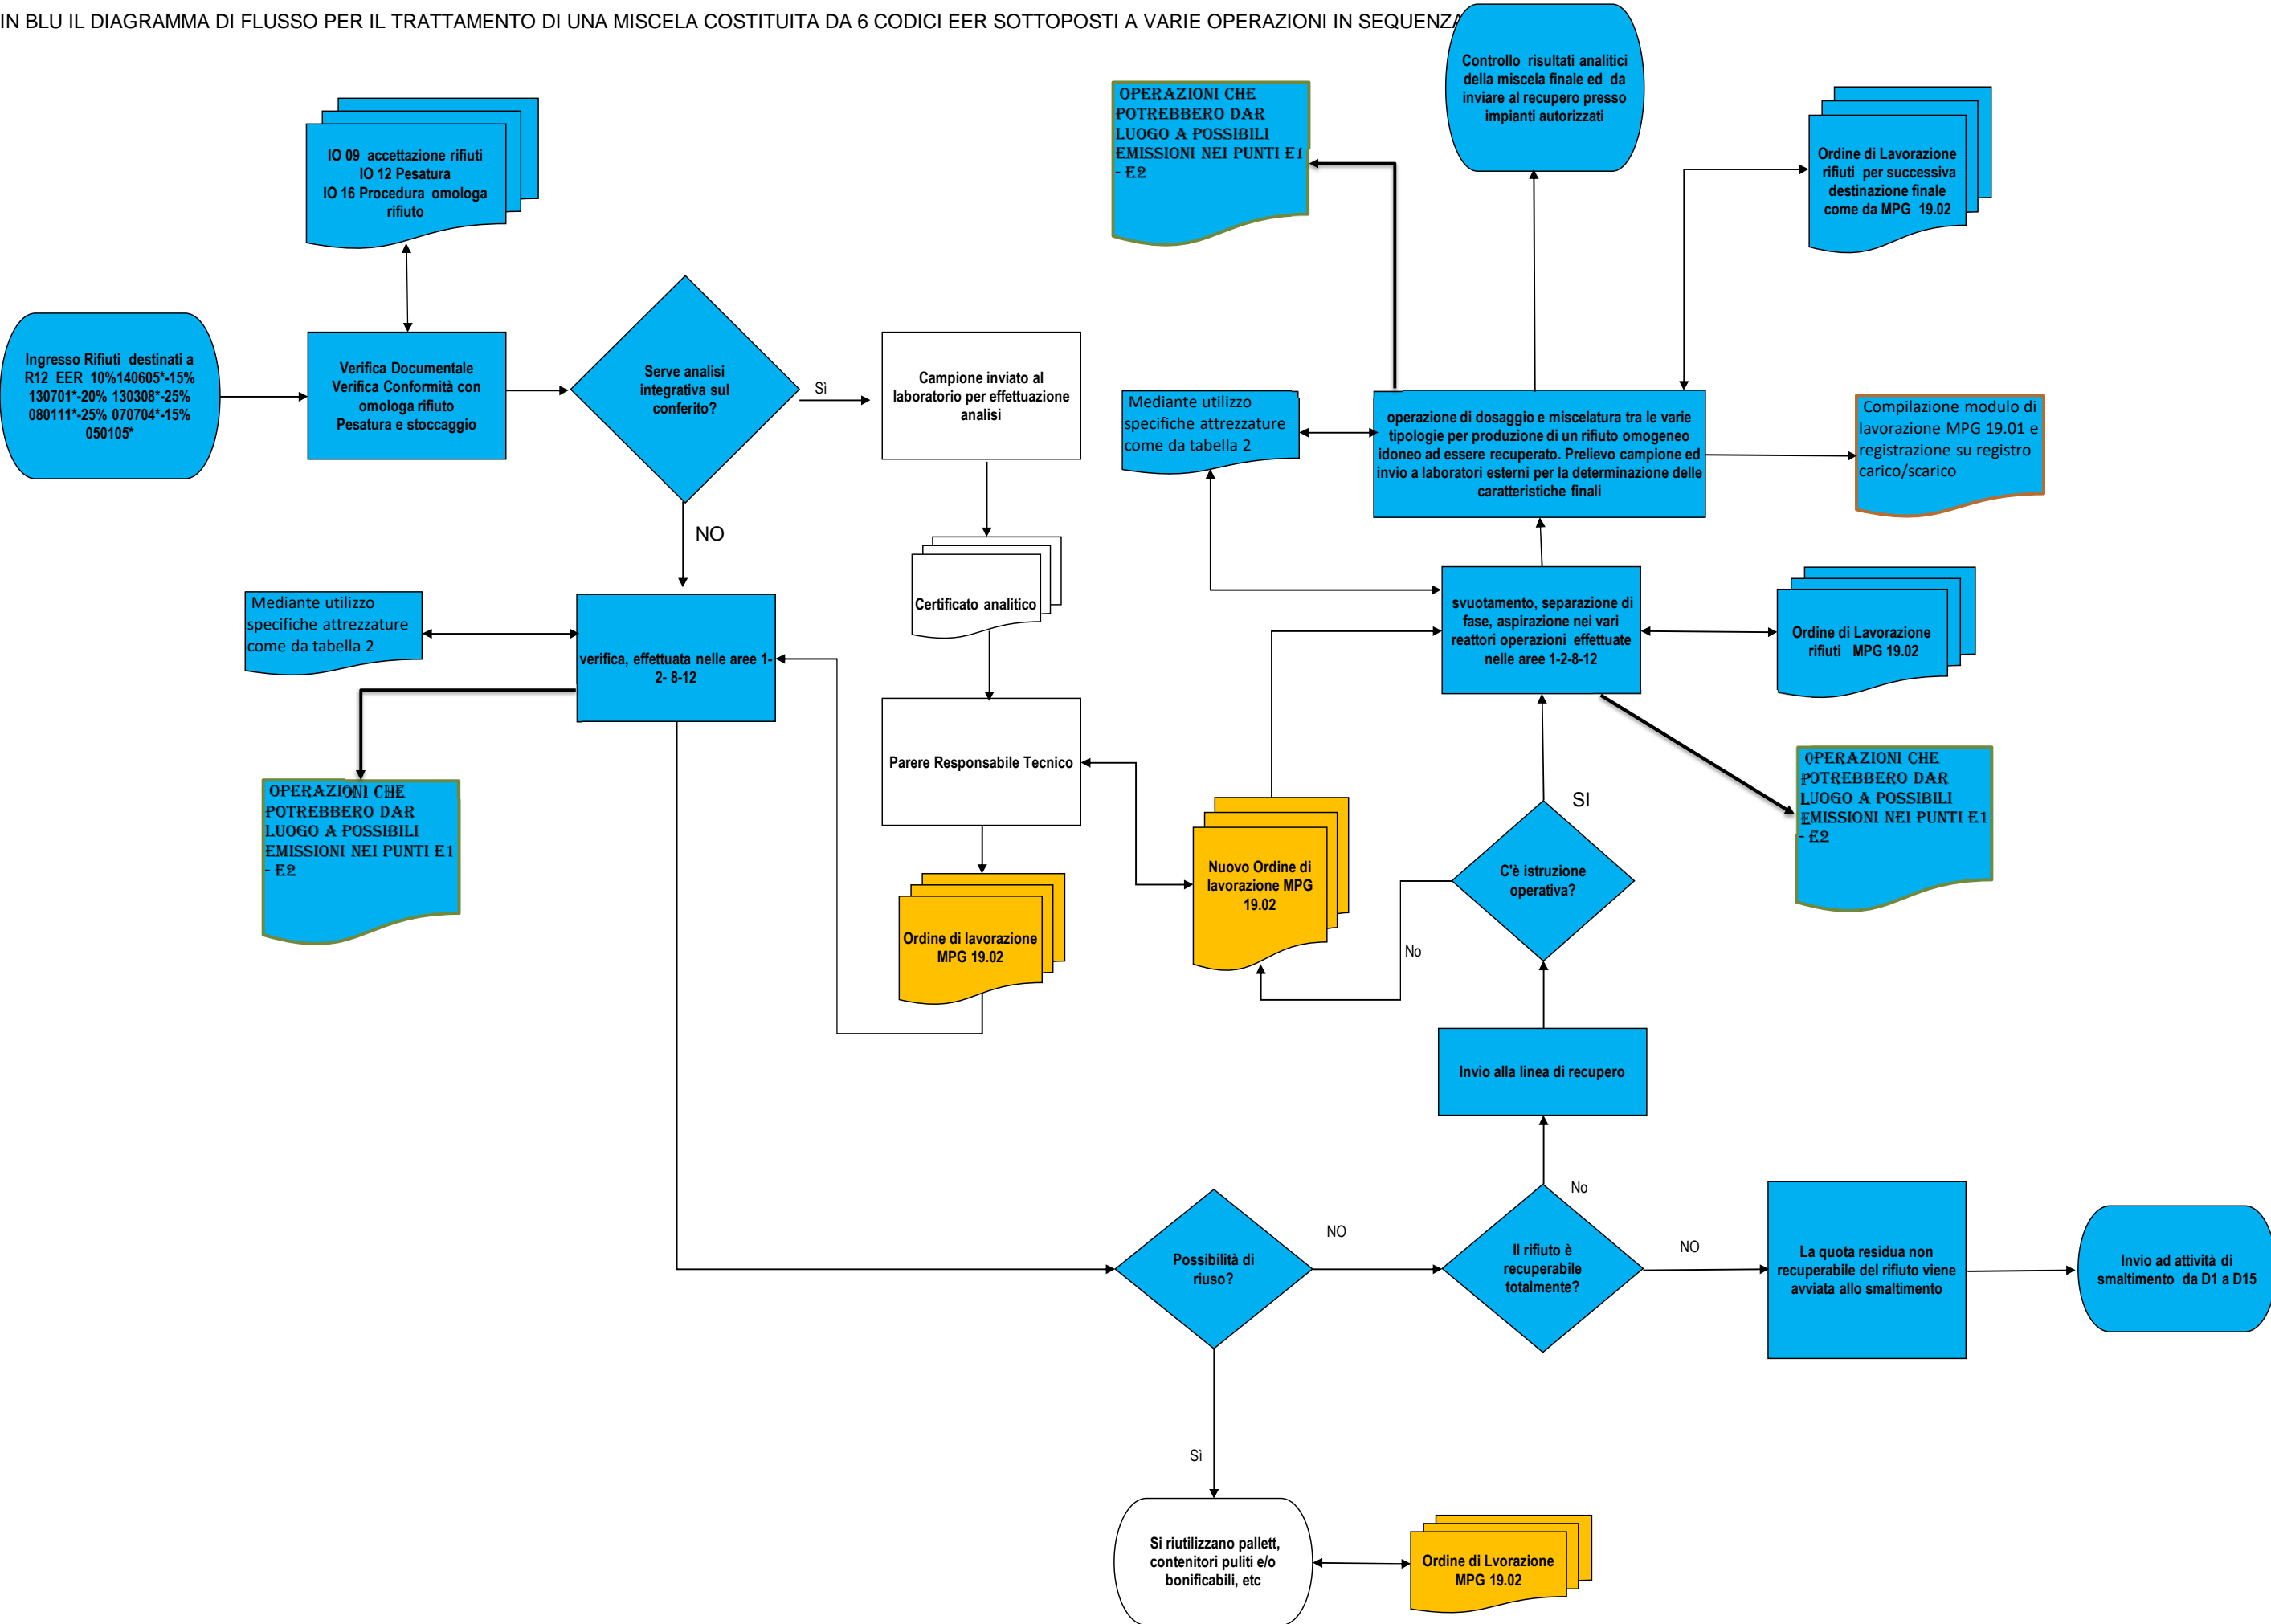 IN BLU IL DIAGRAMMA DI FLUSSO PER IL TRATTAMENTO DI UNA MISCELA COSTITUITA DA 6 CODICI EER SOTTOPOSTI A VARIE OPERAZIONI IN SEQUENZA
Controllo risultati analitici
della miscela finale ed da
inviare al recupero presso
impianti autorizzati
OPERAZIONI CHE
POTREBBERO DAR
LUOGO A POSSIBILI
EMISSIONI NEI PUNTI E1
- E2
IO 09 accettazione rifiuti
IO 12 Pesatura
IO 16 Procedura omologa
rifiuto
Ordine di Lavorazione
rifiuti per successiva
destinazione finale
come da MPG 19.02
Ingresso Rifiuti destinati a
R12 EER 10%140605*-15%
130701*-20% 130308*-25%
080111*-25% 070704*-15%
050105*
Verifica Documentale
Verifica Conformità con
omologa rifiuto
Pesatura e stoccaggio
Serve analisi
integrativa sul
conferito?
Sì
Campione inviato al
laboratorio per effettuazione
analisi
Mediante utilizzo
specifiche attrezzature
come da tabella 2
operazione di dosaggio e miscelatura tra le varie
tipologie per produzione di un rifiuto omogeneo
idoneo ad essere recuperato. Prelievo campione ed
invio a laboratori esterni per la determinazione delle
caratteristiche finali
Compilazione modulo di
lavorazione MPG 19.01 e
registrazione su registro
carico/scarico
NO
Mediante utilizzo
specifiche attrezzature
come da tabella 2
verifica, effettuata nelle aree 1-
2- 8-12
Certificato analitico
svuotamento, separazione di
fase, aspirazione nei vari
reattori operazioni effettuate
nelle aree 1-2-8-12
Ordine di Lavorazione
rifiuti MPG 19.02
OPERAZIONI CHE
POTREBBERO DAR
LUOGO A POSSIBILI
EMISSIONI NEI PUNTI E1
- E2
Parere Responsabile Tecnico
OPERAZIONI CHE
POTREBBERO DAR
LUOGO A POSSIBILI
EMISSIONI NEI PUNTI E1
- E2
SI
Nuovo Ordine di
lavorazione MPG
19.02
C'è istruzione
operativa?
No
Ordine di lavorazione
MPG 19.02
Invio alla linea di recupero
No
Possibilità di
riuso?
NO
Il rifiuto è
recuperabile
totalmente?
NO
La quota residua non
recuperabile del rifiuto viene
avviata allo smaltimento
Invio ad attività di
smaltimento da D1 a D15
Sì
Si riutilizzano pallett,
contenitori puliti e/o
bonificabili, etc
Ordine di Lvorazione
MPG 19.02